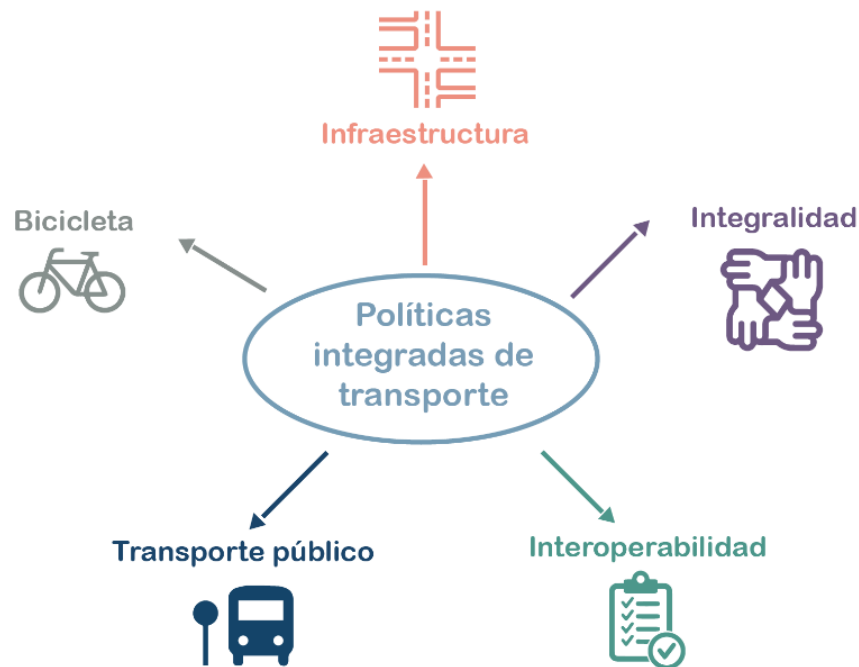 Infraestructura
Bicicleta
Integralidad
Políticas
integradas de
transporte
Transporte público
Interoperabilidad